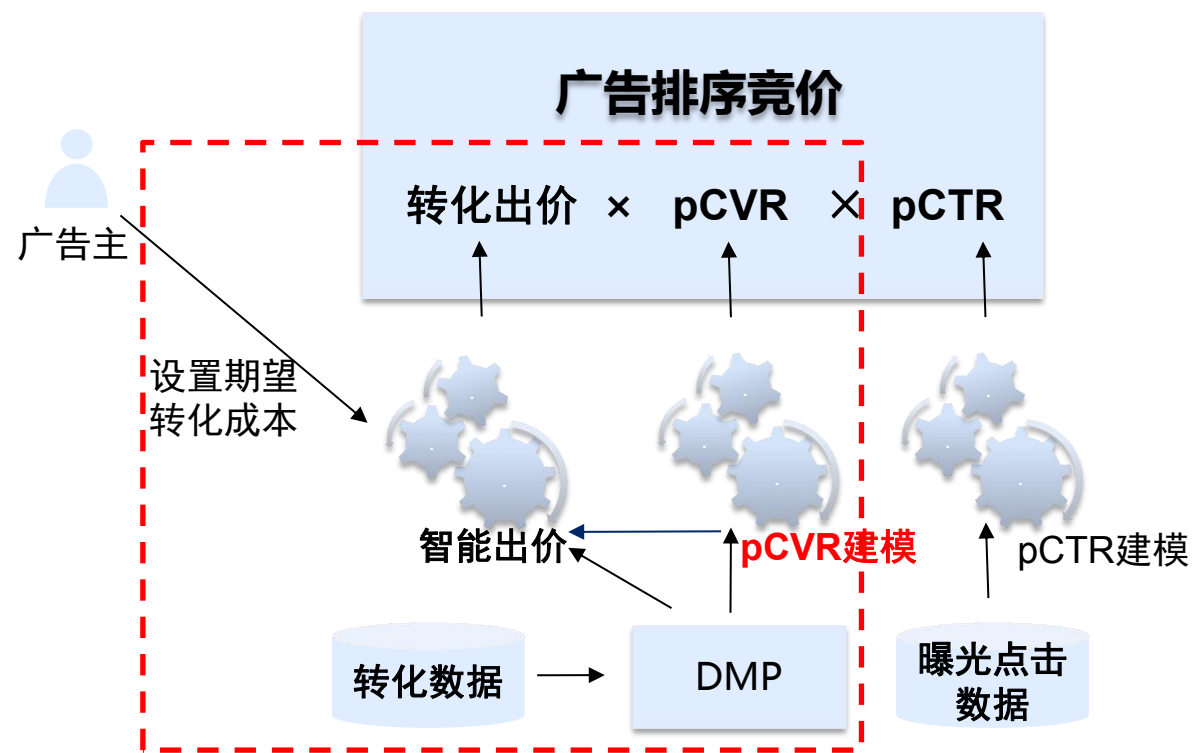 广告排序竞价
转化出价 × pCVR × pCTR
广告主
设置期望
转化成本
智能出价
pCVR建模
pCTR建模
转化数据
DMP
曝光点击
数据